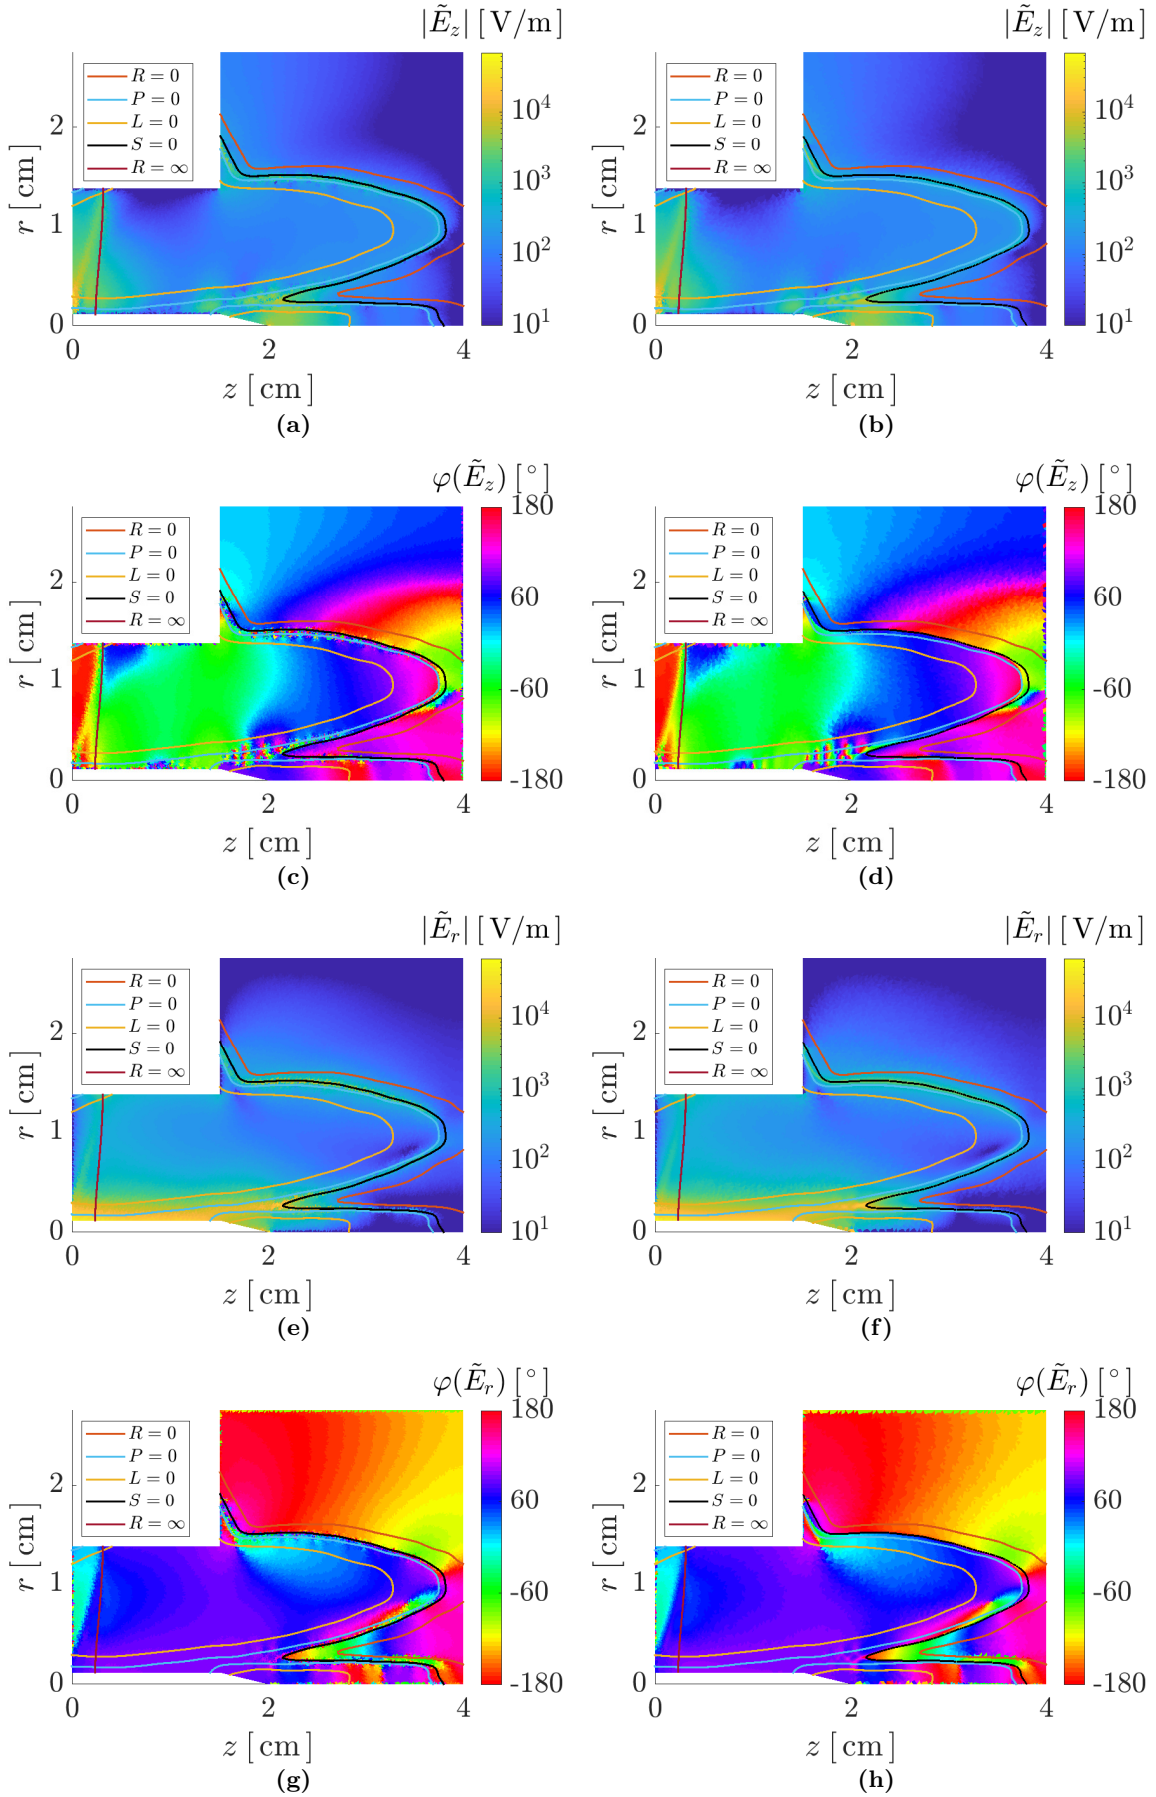 |Ẽz| [ V/m]
R = 0
P = 0
L = 0
S = 0
R = ∞
10^4
10^3
10^2
10^1
2
1
0
r [ cm ]
0 2 4
z [ cm ]
(a)
|Ẽz| [ V/m]
R = 0
P = 0
L = 0
S = 0
R = ∞
10^4
10^3
10^2
10^1
2
1
0
r [ cm ]
0 2 4
z [ cm ]
(b)
φ(Ẽz) [ ° ]
R = 0
P = 0
L = 0
S = 0
R = ∞
180
60
-60
-180
2
1
0
r [ cm ]
0 2 4
z [ cm ]
(c)
φ(Ẽz) [ ° ]
R = 0
P = 0
L = 0
S = 0
R = ∞
180
60
-60
-180
2
1
0
r [ cm ]
0 2 4
z [ cm ]
(d)
|Ẽr| [ V/m]
R = 0
P = 0
L = 0
S = 0
R = ∞
10^4
10^3
10^2
10^1
2
1
0
r [ cm ]
0 2 4
z [ cm ]
(e)
|Ẽr| [ V/m]
R = 0
P = 0
L = 0
S = 0
R = ∞
10^4
10^3
10^2
10^1
2
1
0
r [ cm ]
0 2 4
z [ cm ]
(f)
φ(Ẽr) [ ° ]
R = 0
P = 0
L = 0
S = 0
R = ∞
180
60
-60
-180
2
1
0
r [ cm ]
0 2 4
z [ cm ]
(g)
φ(Ẽr) [ ° ]
R = 0
P = 0
L = 0
S = 0
R = ∞
180
60
-60
-180
2
1
0
r [ cm ]
0 2 4
z [ cm ]
(h)